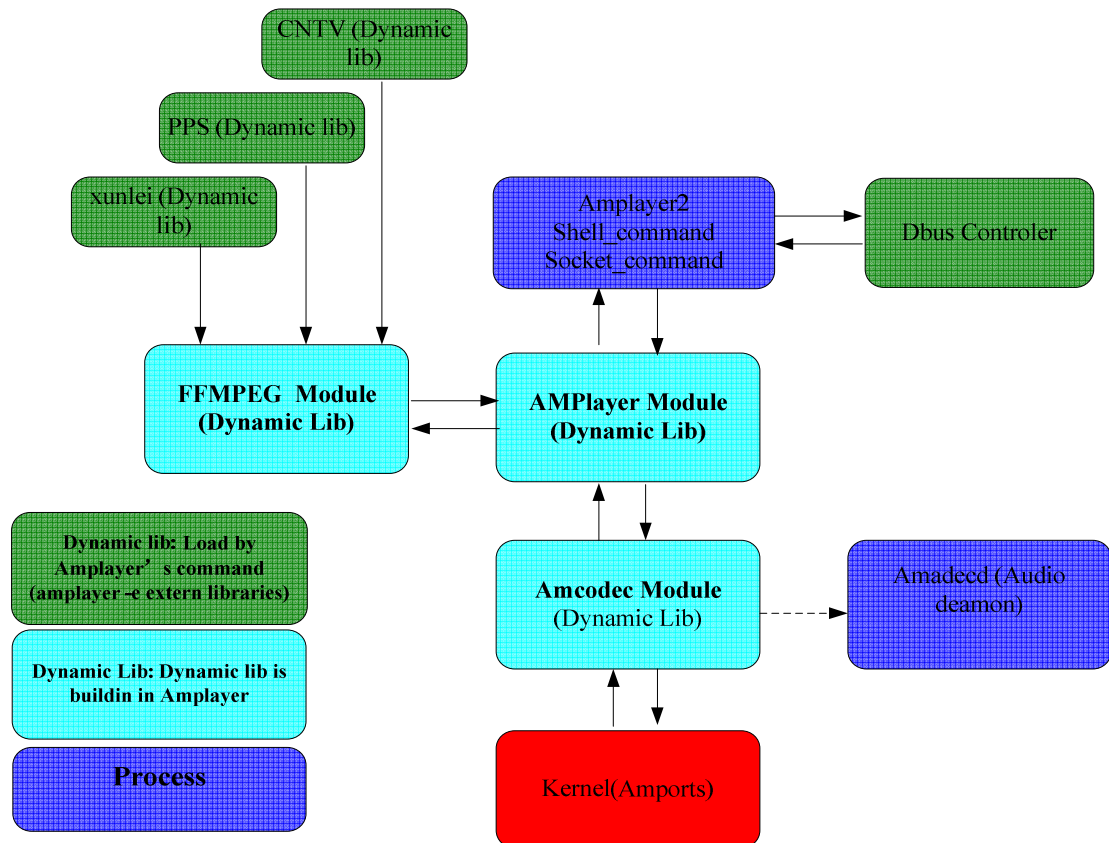 CNTV (Dynamic
lib)
PPS (Dynamic lib)
xunlei (Dynamic
lib)
Amplayer2
Shell_command
Socket_command
Dbus Controler
FFMPEG Module
(Dynamic Lib)
AMPlayer Module
(Dynamic Lib)
Dynamic lib: Load by
Amplayer’s command
(amplayer -e extern libraries)
Amcodec Module
(Dynamic Lib)
Amadecd (Audio
deamon)
Dynamic Lib: Dynamic lib is
buildin in Amplayer
Process
Kernel(Amports)